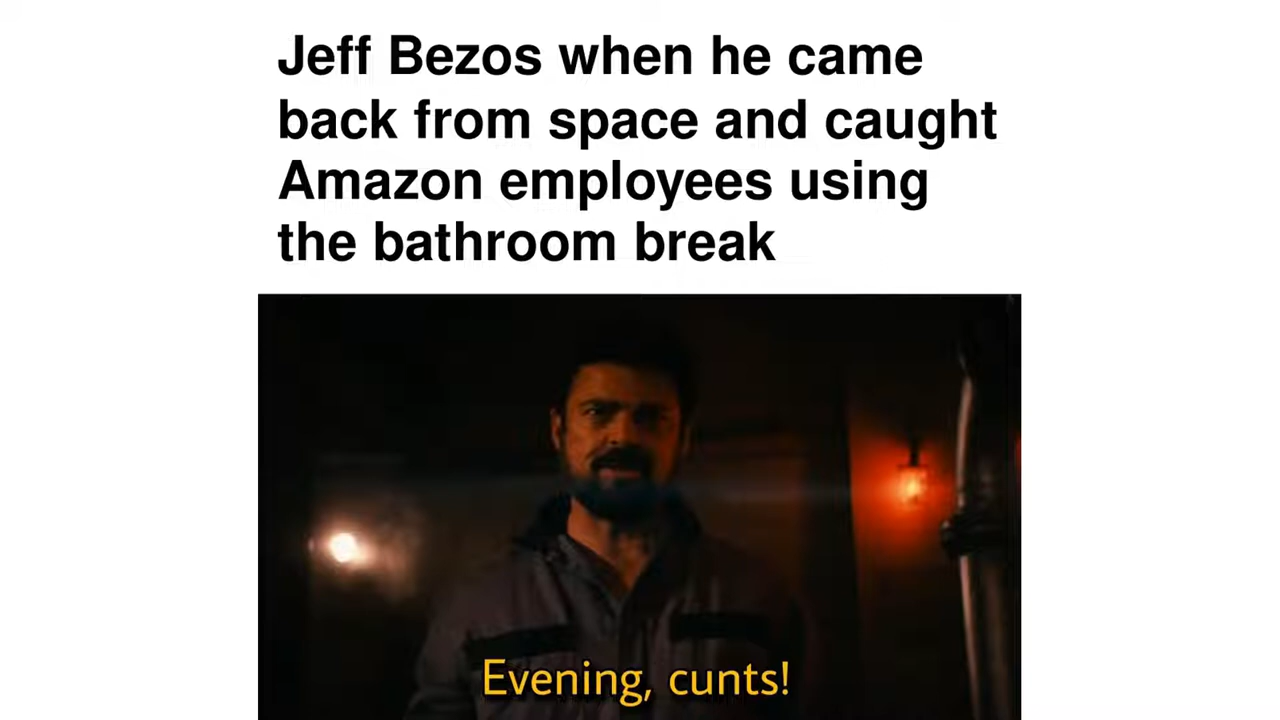 Jeff Bezos when he came
back from space and caught
Amazon employees using
the bathroom break
Evening, cunts!